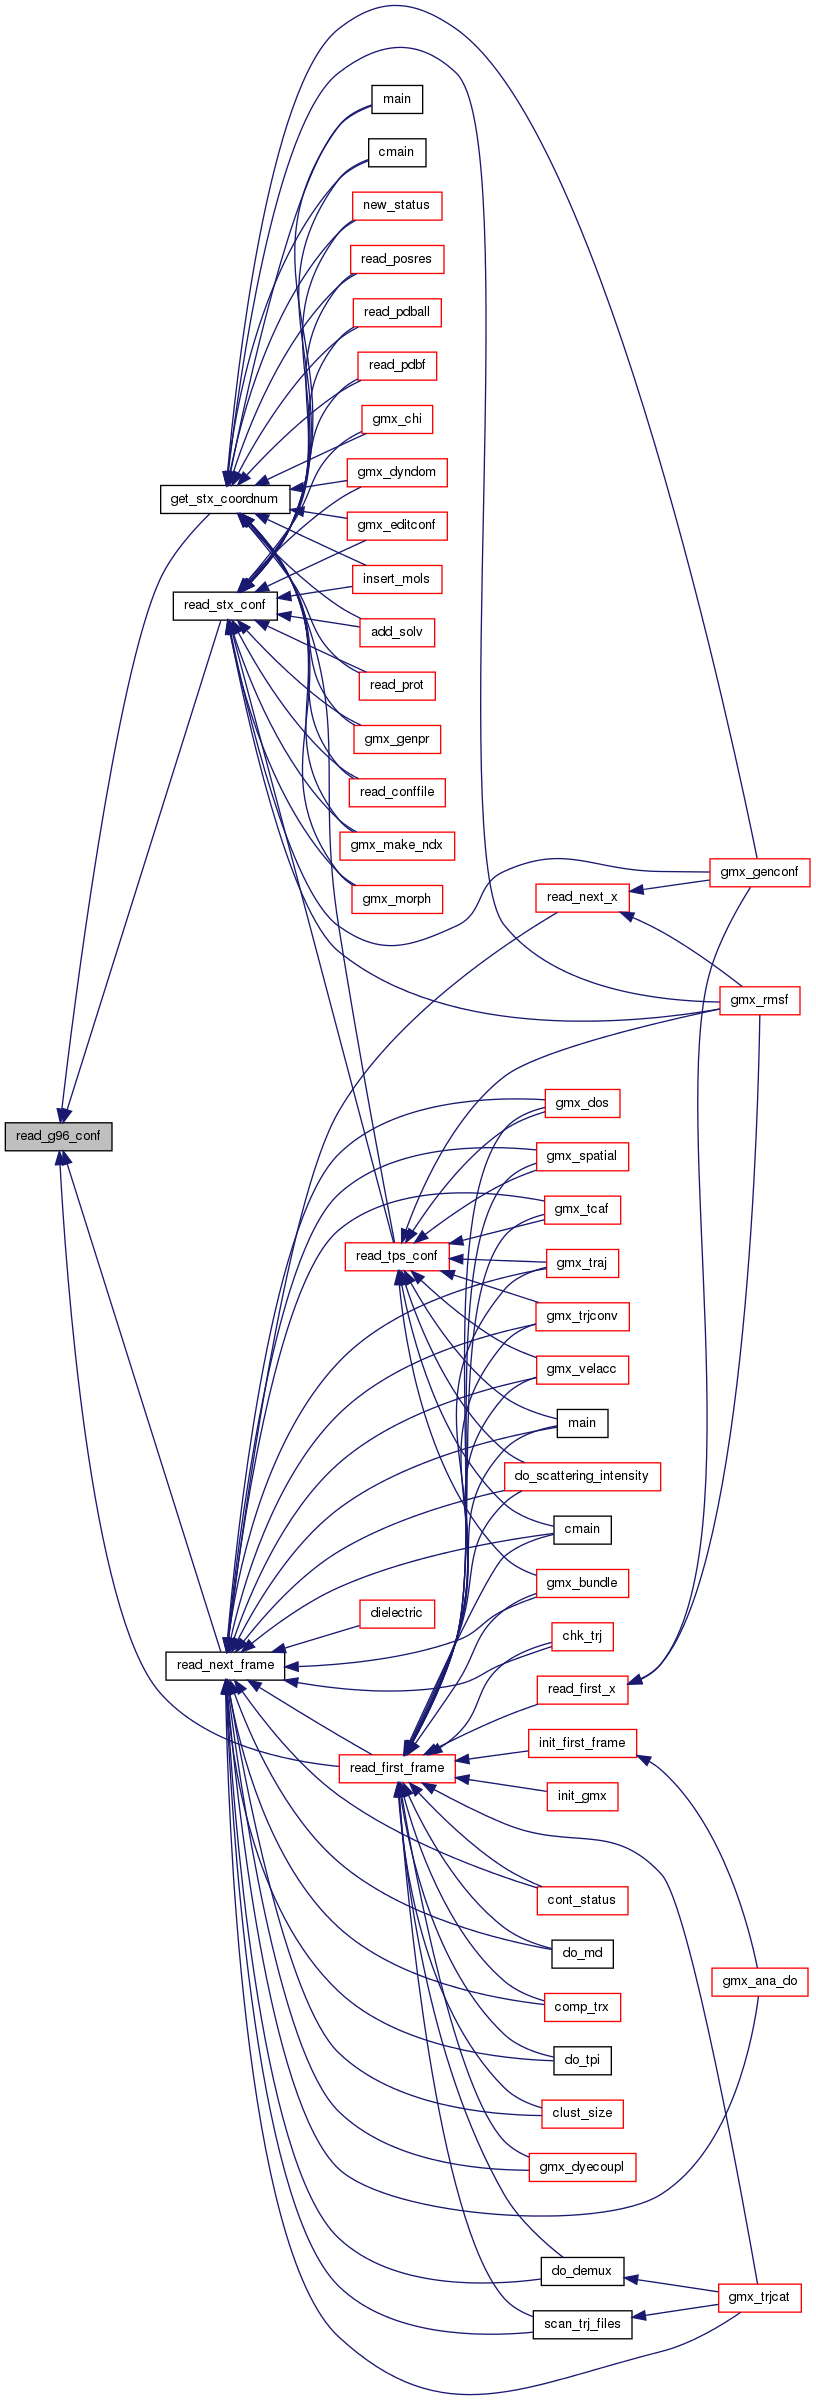 main
cmain
new_status
read_posres
read_pdball
read_pdbf
gmx_chi
gmx_dyndom
get_stx_coordnum
gmx_editconf
insert_mols
read_stx_conf
add_solv
read_prot
gmx_genpr
read_conffile
gmx_make_ndx
gmx_genconf
gmx_morph
read_next_x
gmx_rmsf
gmx_dos
read_g96_conf
gmx_spatial
gmx_tcaf
read_tps_conf
gmx_traj
gmx_trjconv
gmx_velacc
main
do_scattering_intensity
cmain
gmx_bundle
dielectric
chk_trj
read_next_frame
read_first_x
init_first_frame
read_first_frame
init_gmx
cont_status
do_md
gmx_ana_do
comp_trx
do_tpi
clust_size
gmx_dyecoupl
do_demux
gmx_trjcat
scan_trj_files